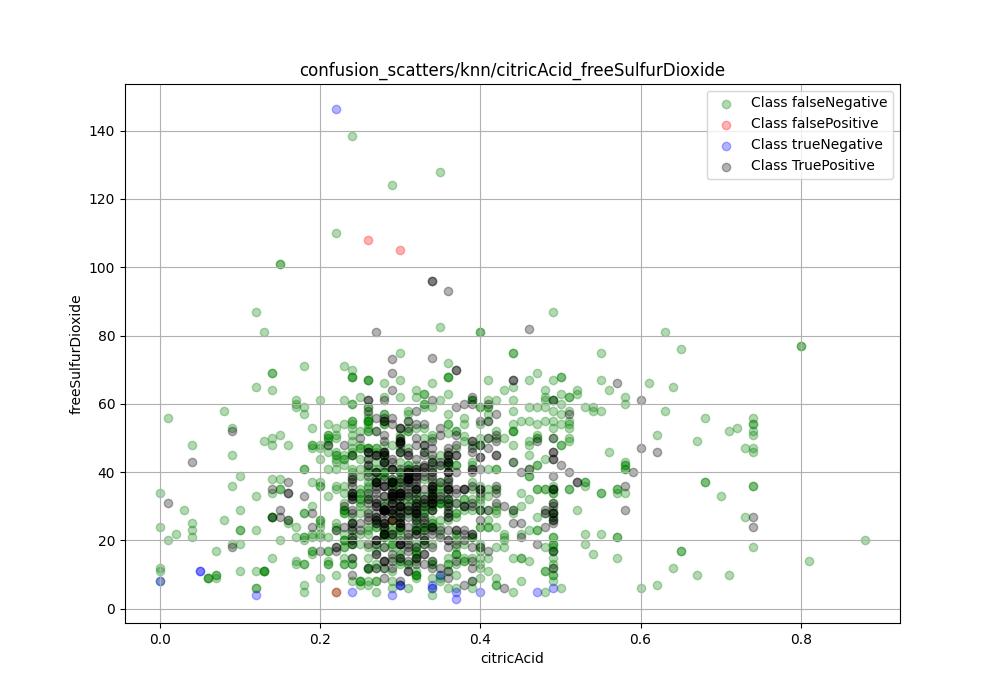 confusion_scatters/knn/citricAcid_freeSulfurDioxide
Class falseNegative
Class falsePositive
Class trueNegative
Class TruePositive
140
120
100
80
60
40
20
0
freeSulfurDioxide
0.0 0.2 0.4 0.6 0.8
citricAcid